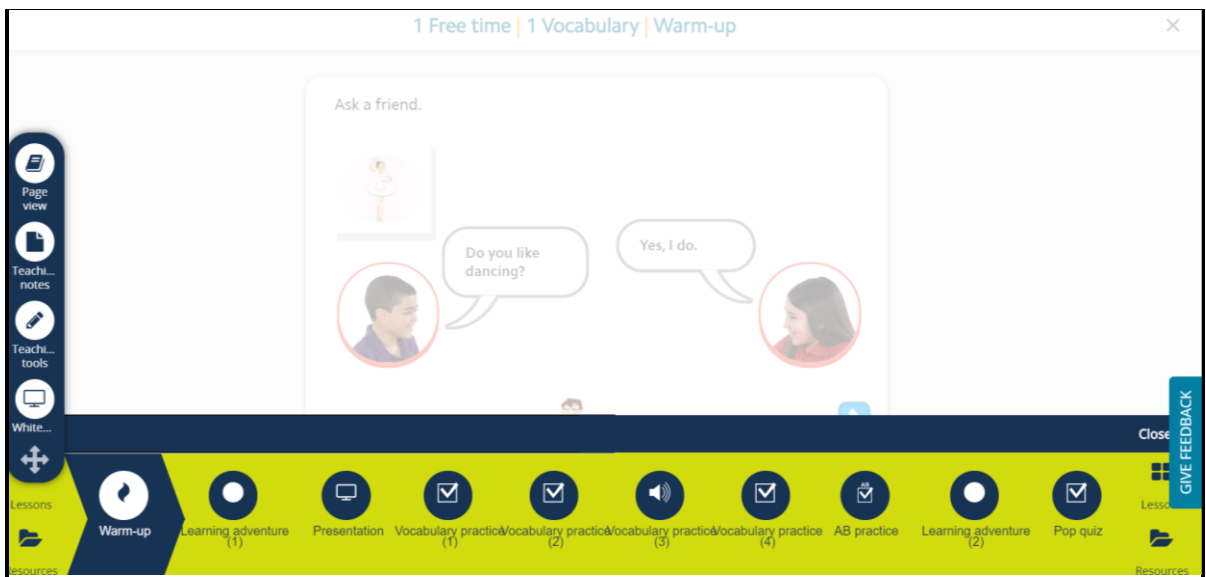 1 Free time | 1 Vocabulary | Warm-up
Ask a friend.
Do you like
dancing?
Yes, I do.
Page
view
Teachi...
notes
Teachi...
tools
White...
Close
GIVE FEEDBACK
Lessons
Resources
Warm-up
Learning adventure
(1)
Presentation
Vocabulary practice
(1)
Vocabulary practice
(2)
Vocabulary practice
(3)
Vocabulary practice
(4)
AB
AB practice
Learning adventure
(2)
Pop quiz
Lesso
Resources